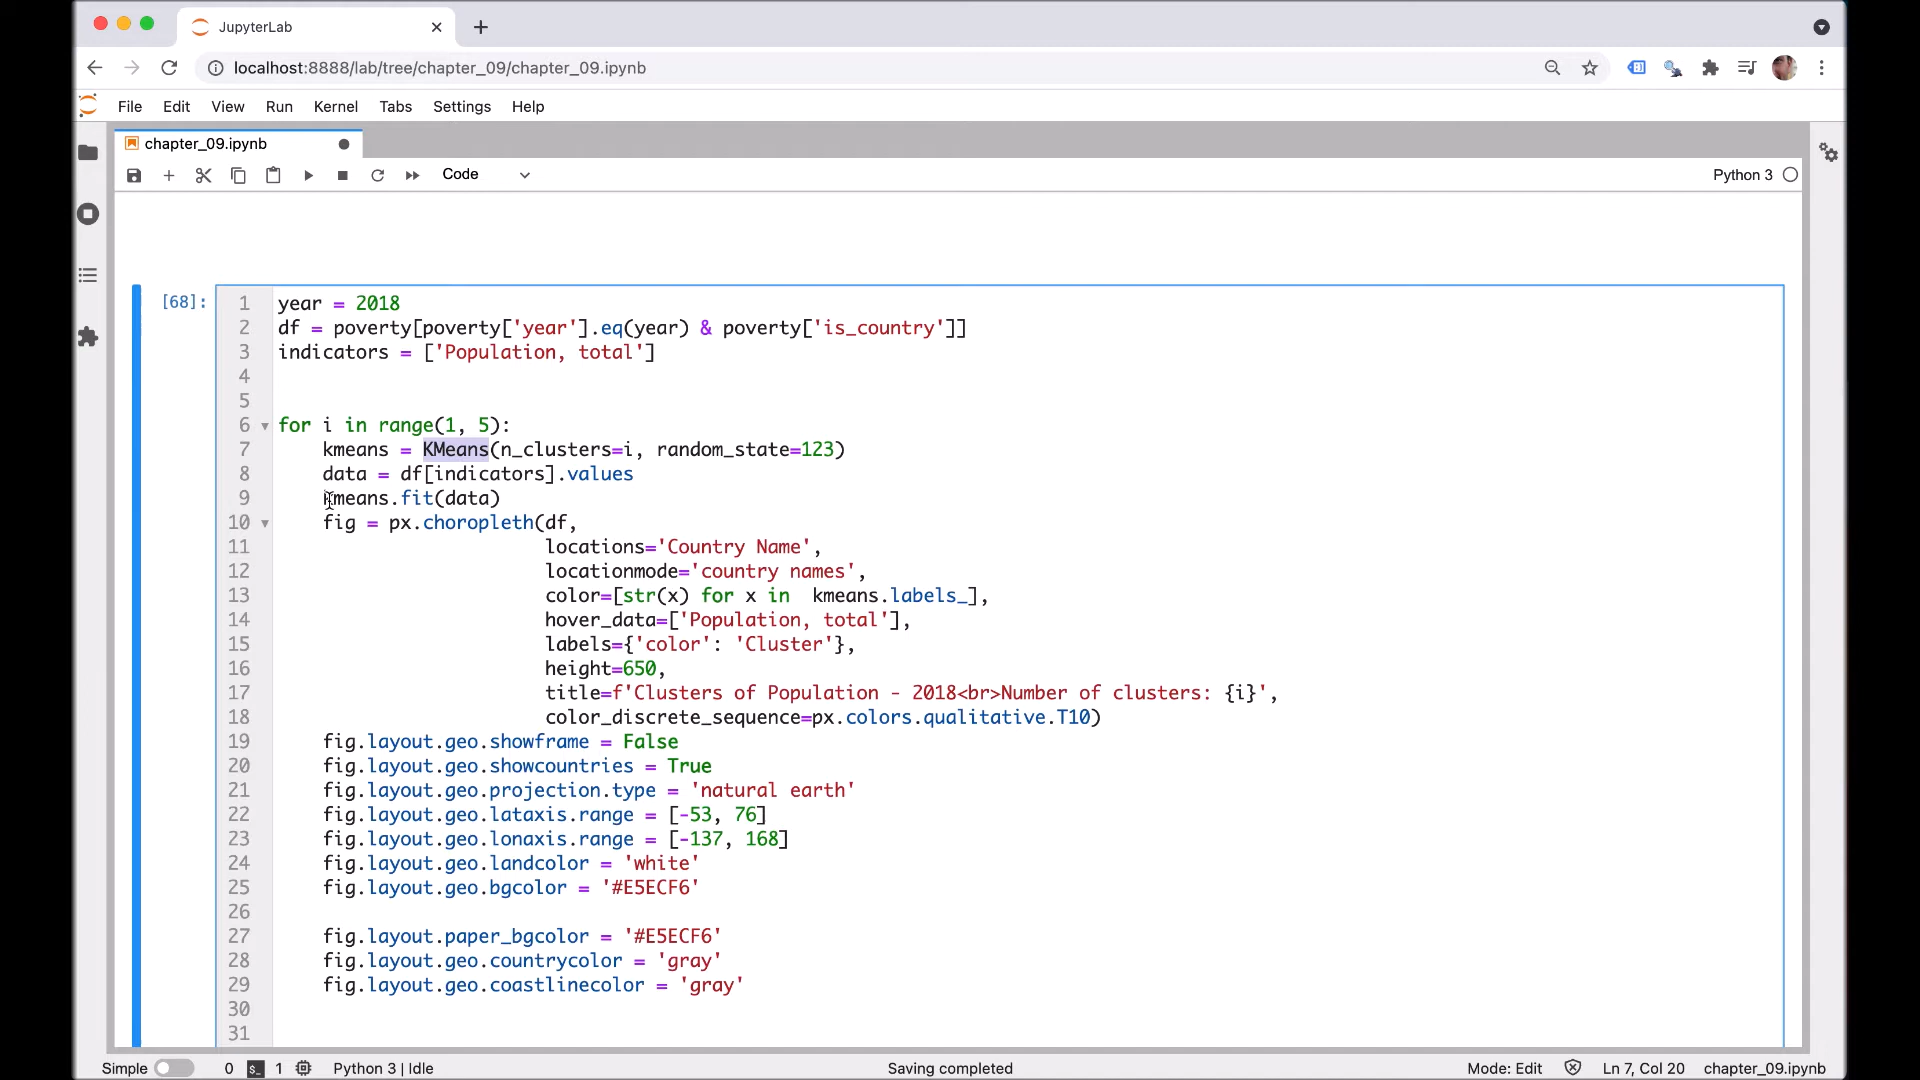 JupyterLab
localhost:8888/lab/tree/chapter_09/chapter_09.ipynb
File Edit View Run Kernel Tabs Settings Help
chapter_09.ipynb
Code
Python 3
[68]:
1 year = 2018
2 df = poverty[poverty['year'].eq(year) & poverty['is_country']]
3 indicators = ['Population, total']
4
5
6 for i in range(1, 5):
7     kmeans = KMeans(n_clusters=i, random_state=123)
8     data = df[indicators].values
9     kmeans.fit(data)
10     fig = px.choropleth(df,
11                         locations='Country Name',
12                         locationmode='country names',
13                         color=[str(x) for x in  kmeans.labels_],
14                         hover_data=['Population, total'],
15                         labels={'color': 'Cluster'},
16                         height=650,
17                         title=f'Clusters of Population - 2018<br>Number of clusters: {i}',
18                         color_discrete_sequence=px.colors.qualitative.T10)
19     fig.layout.geo.showframe = False
20     fig.layout.geo.showcountries = True
21     fig.layout.geo.projection.type = 'natural earth'
22     fig.layout.geo.lataxis.range = [-53, 76]
23     fig.layout.geo.lonaxis.range = [-137, 168]
24     fig.layout.geo.landcolor = 'white'
25     fig.layout.geo.bgcolor = '#E5ECF6'
26
27     fig.layout.paper_bgcolor = '#E5ECF6'
28     fig.layout.geo.countrycolor = 'gray'
29     fig.layout.geo.coastlinecolor = 'gray'
30
31
Simple 0 $_ 1 Python 3 | Idle Saving completed Mode: Edit Ln 7, Col 20 chapter_09.ipynb